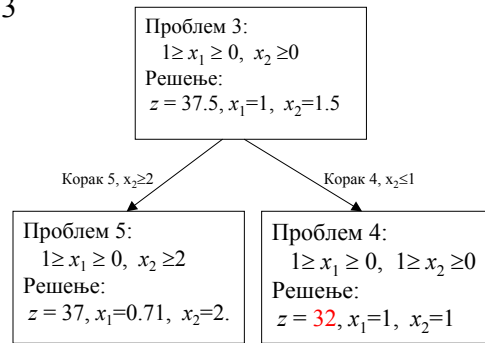 3
Проблем 3:
1≥ x₁ ≥ 0, x₂ ≥0
Решење:
z = 37.5, x₁=1, x₂=1.5
Корак 5, x₂≥2
Корак 4, x₂≤1
Проблем 5:
1≥ x₁ ≥ 0, x₂ ≥2
Решење:
z = 37, x₁=0.71, x₂=2.
Проблем 4:
1≥ x₁ ≥ 0, 1≥ x₂ ≥0
Решење:
z = 32, x₁=1, x₂=1